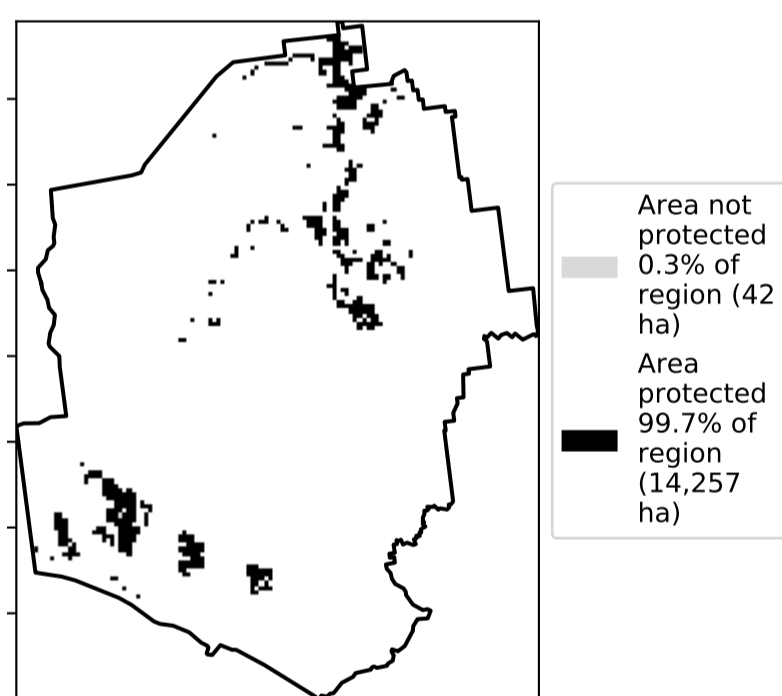 Area not
protected
0.3% of
region (42
ha)
Area
protected
99.7% of
region
(14,257
ha)